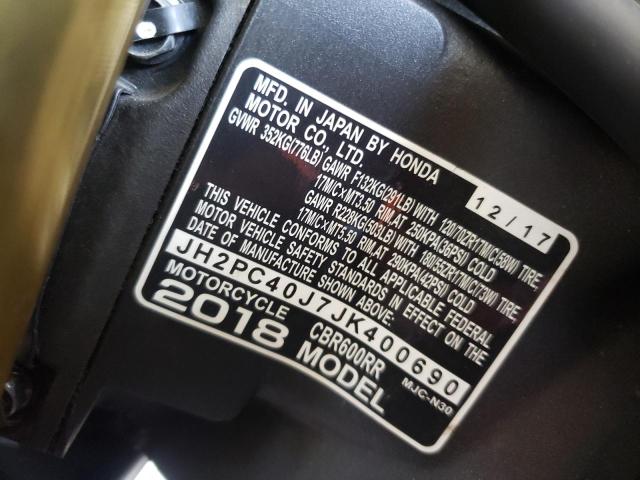 MFD. IN JAPAN BY HONDA
MOTOR CO., LTD. 12/17
GVWR 352KG(776LB) GAWR F132KG(291LB) WITH 120/70ZR17M/C(58W) TIRE,
17M/CxMT3.50 RIM AT 250KPA(36PSI) COLD
GAWR R228KG(503LB) WITH 180/55ZR17M/C(73W) TIRE,
17M/CxMT5.50 RIM AT 290KPA(42PSI) COLD
THIS VEHICLE CONFORMS TO ALL APPLICABLE FEDERAL
MOTOR VEHICLE SAFETY STANDARDS IN EFFECT ON THE
DATE OF MANUFACTURE SHOWN ABOVE.
JH2PC40J7JK400690
MOTORCYCLE CBR600RR MJC-N30
2018 MODEL